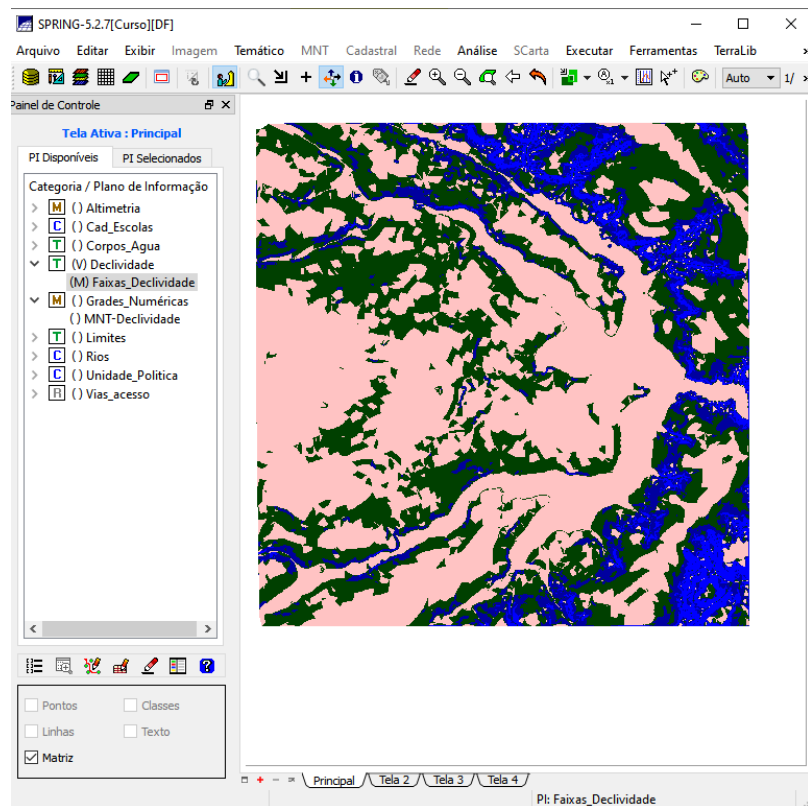 SPRING-5.2.7[Curso][DF]
Arquivo Editar Exibir Imagem Temático MNT Cadastral Rede Análise SCarta Executar Ferramentas TerraLib
Auto 1/
Painel de Controle
Tela Ativa : Principal
PI Disponíveis PI Selecionados
Categoria / Plano de Informação
M () Altimetria
C () Cad_Escolas
T () Corpos_Agua
T (V) Declividade
(M) Faixas_Declividade
M () Grades_Numéricas
() MNT-Declividade
T () Limites
C () Rios
C () Unidade_Politica
R () Vias_acesso
Pontos Classes
Linhas Texto
Matriz
Principal Tela 2 Tela 3 Tela 4
PI: Faixas_Declividade